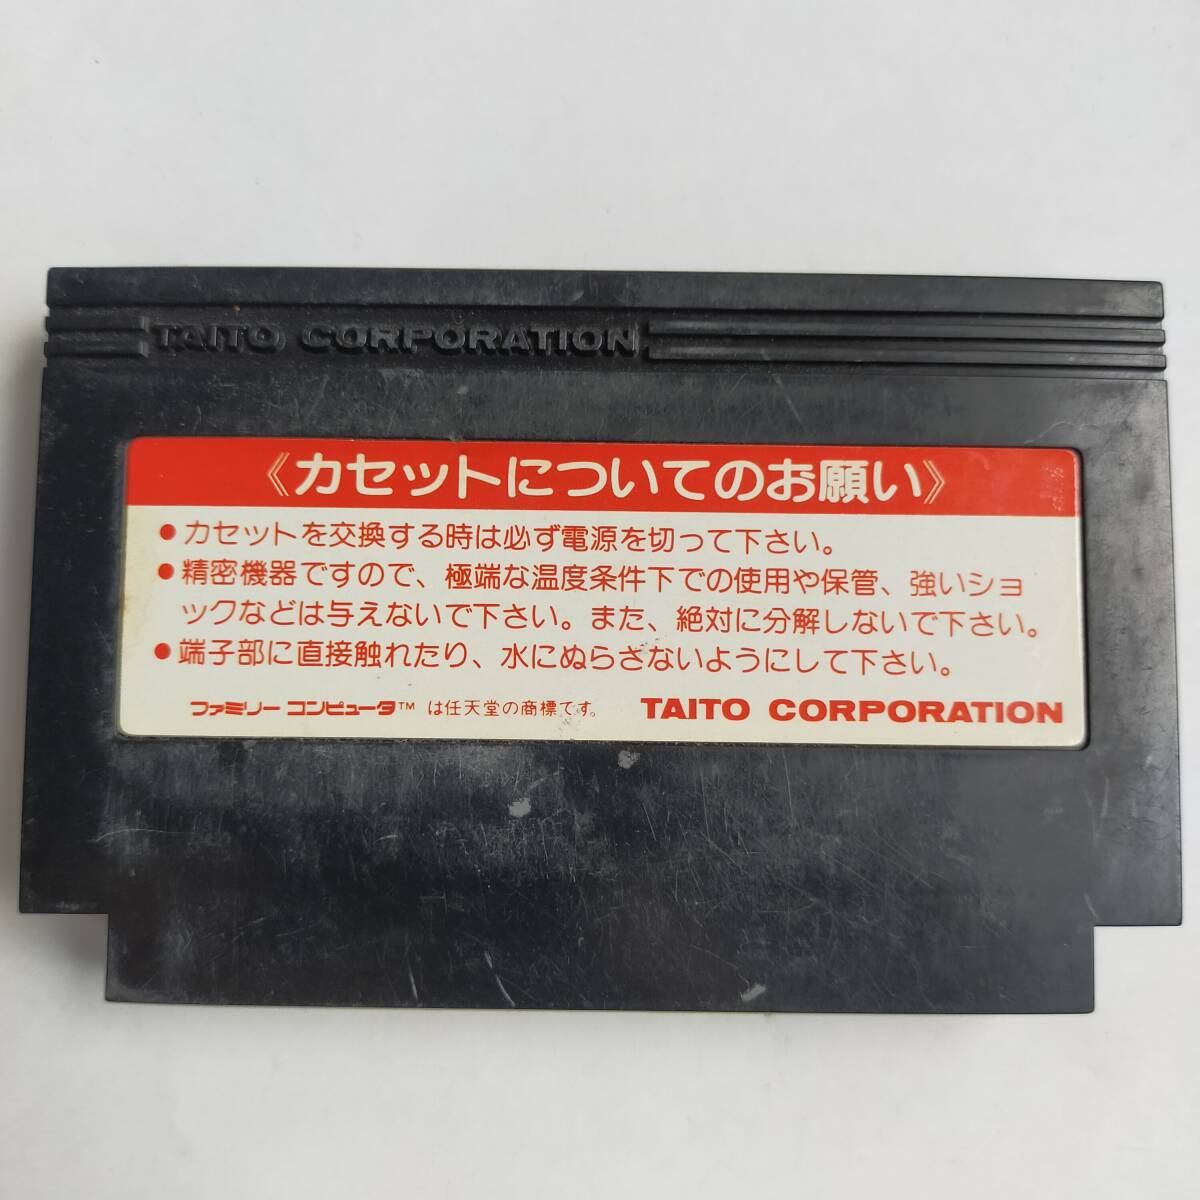 TAITO CORPORATION
《カセットについてのお願い》
●カセットを交換する時は必ず電源を切って下さい。
●精密機器ですので、極端な温度条件下での使用や保管、強いショ
ックなどは与えないで下さい。また、絶対に分解しないで下さい。
●端子部に直接触れたり、水にぬらさないようにして下さい。
ファミリー コンピュータ™ は任天堂の商標です。 TAITO CORPORATION